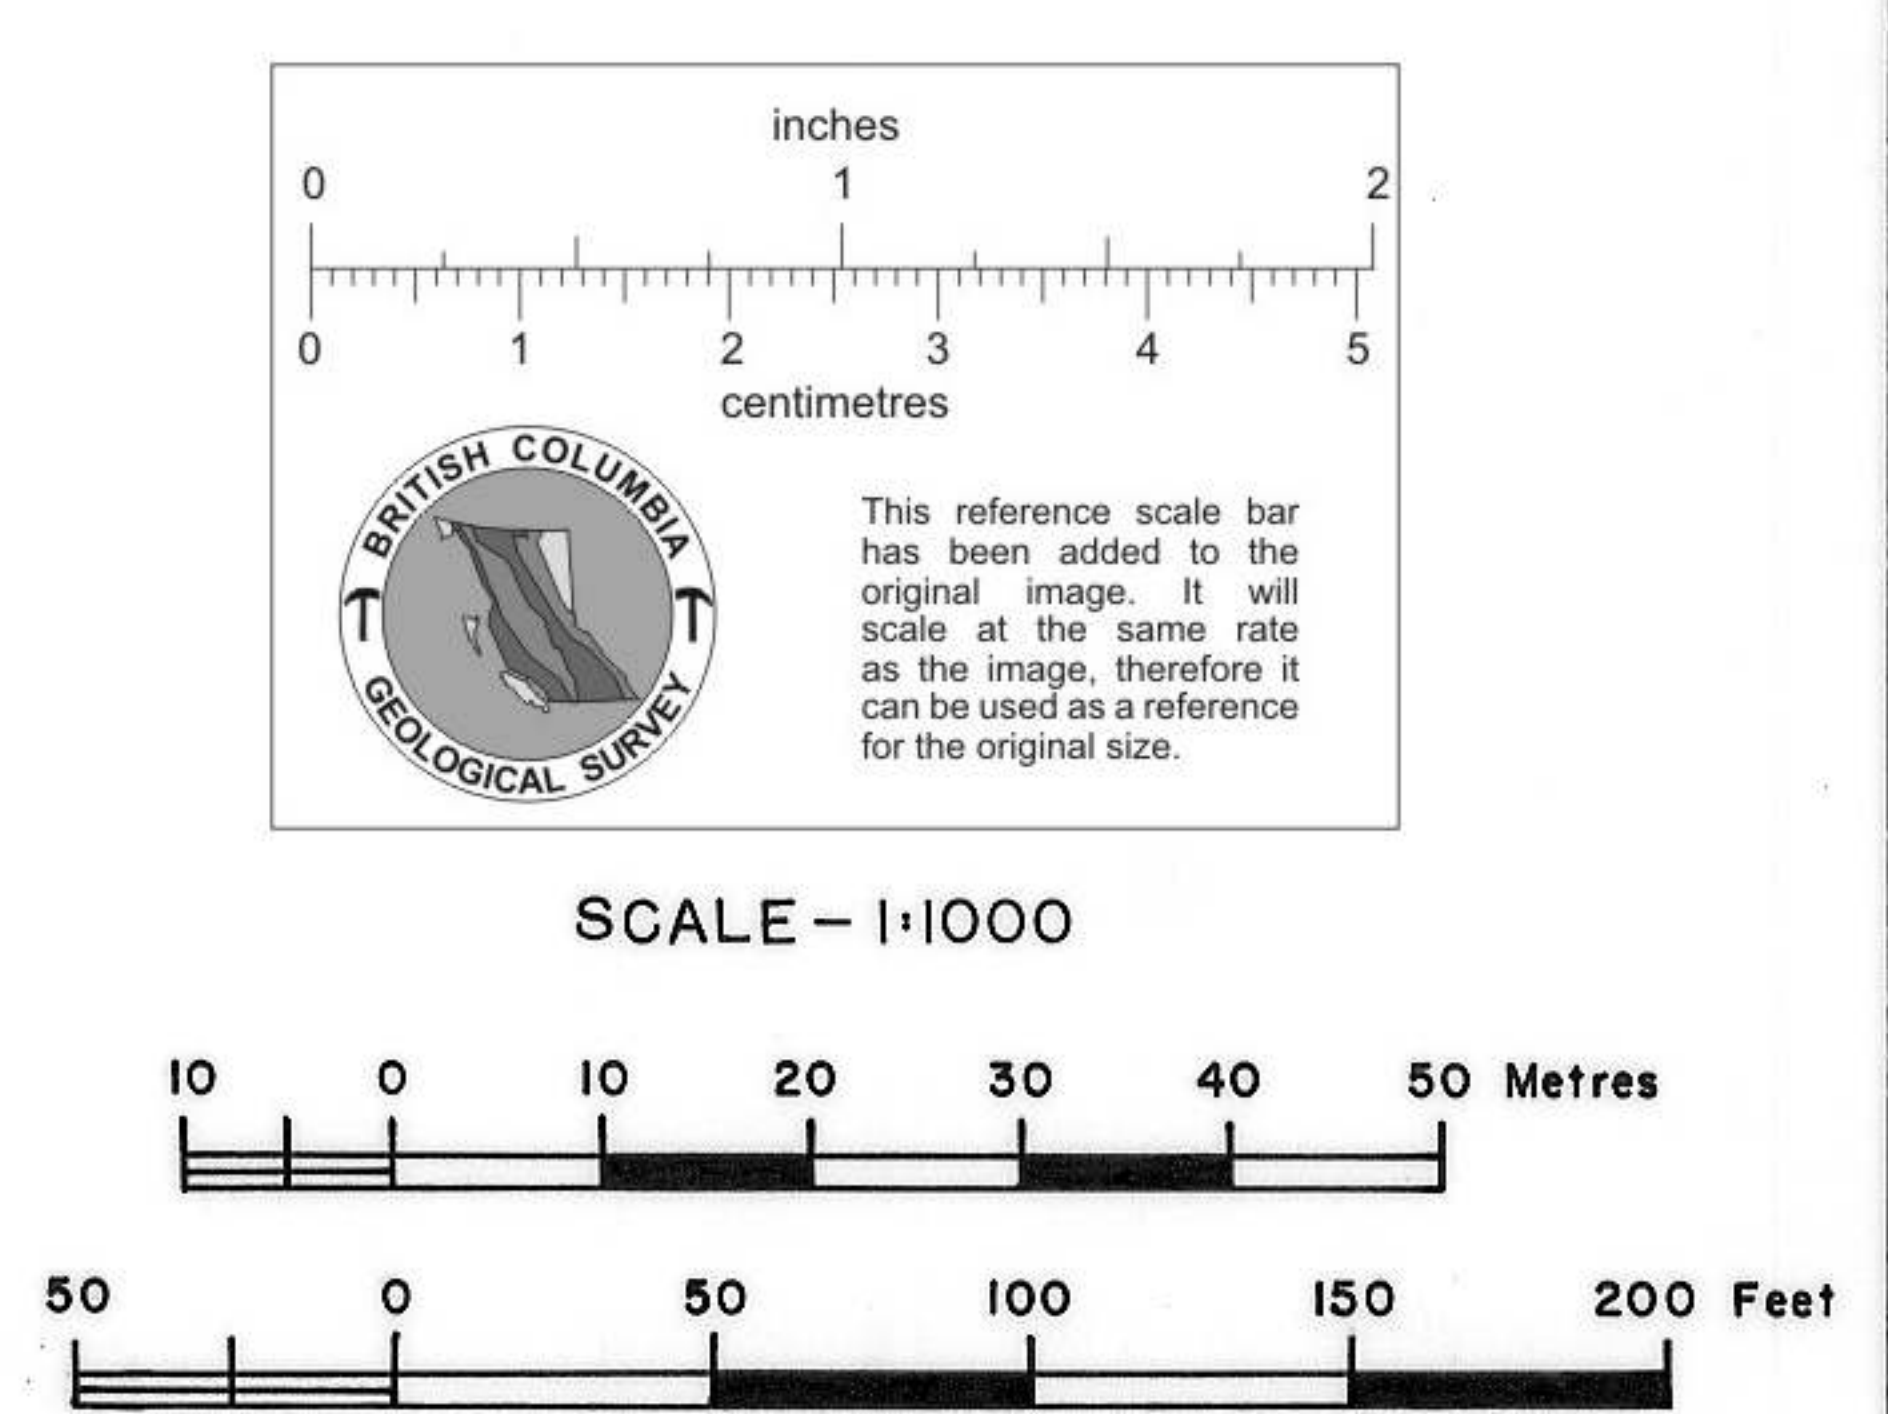 inches
0 1 2
0 1 2 3 4 5
centimetres
BRITISH COLUMBIA
GEOLOGICAL SURVEY
This reference scale bar
has been added to the
original image. It will
scale at the same rate
as the image, therefore it
can be used as a reference
for the original size.
SCALE - 1:1000
10 0 10 20 30 40 50 Metres
50 0 50 100 150 200 Feet